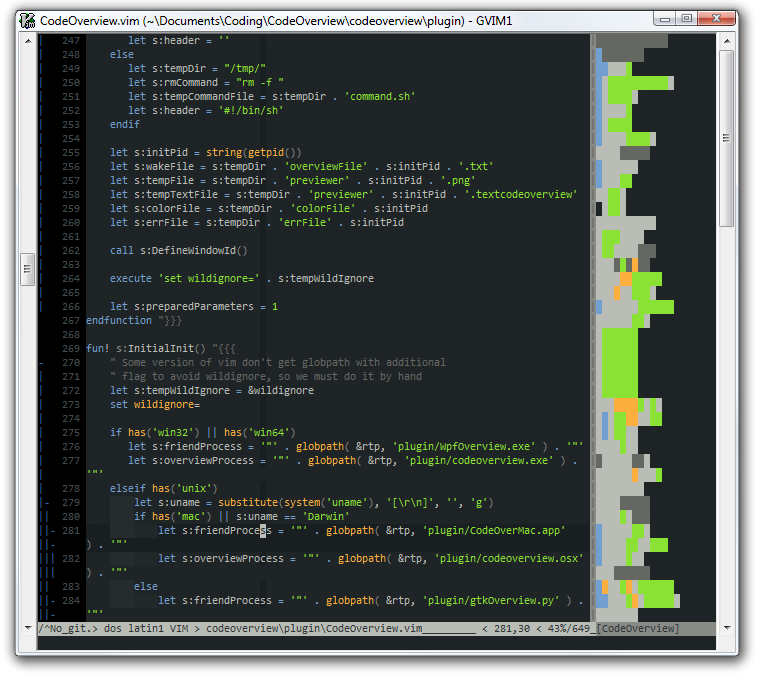 CodeOverview.vim (~\Documents\Coding\CodeOverview\codeoverview\plugin) - GVIM1
247 let s:header = ''
248 else
249 let s:tempDir = "/tmp/"
250 let s:rmCommand = "rm -f "
251 let s:tempCommandFile = s:tempDir . 'command.sh'
252 let s:header = '#!/bin/sh'
253 endif
254
255 let s:initPid = string(getpid())
256 let s:wakeFile = s:tempDir . 'overviewFile' . s:initPid . '.txt'
257 let s:tempFile = s:tempDir . 'previewer' . s:initPid . '.png'
258 let s:tempTextFile = s:tempDir . 'previewer' . s:initPid . '.textcodeoverview'
259 let s:colorFile = s:tempDir . 'colorFile' . s:initPid
260 let s:errFile = s:tempDir . 'errFile' . s:initPid
261
262 call s:DefineWindowId()
263
264 execute 'set wildignore=' . s:tempWildIgnore
265
266 let s:preparedParameters = 1
267 endfunction "}}}
268
269 fun! s:InitialInit() "{{{
- 270 " Some version of vim don't get globpath with additional
| 271 " flag to avoid wildignore, so we must do it by hand
| 272 let s:tempWildIgnore = &wildignore
| 273 set wildignore=
| 274
| 275 if has('win32') || has('win64')
| 276 let s:friendProcess = '"' . globpath( &rtp, 'plugin/WpfOverview.exe' ) . '"'
| 277 let s:overviewProcess = '"' . globpath( &rtp, 'plugin/codeoverview.exe' ) .
'"'
| 278 elseif has('unix')
|- 279 let s:uname = substitute(system('uname'), '[\r\n]', '', 'g')
|| 280 if has('mac') || s:uname == 'Darwin'
||- 281 let s:friendProcess = '"' . globpath( &rtp, 'plugin/CodeOverMac.app'
||- ) . '"'
||| 282 let s:overviewProcess = '"' . globpath( &rtp, 'plugin/codeoverview.osx'
||| ) . '"'
|| 283 else
||- 284 let s:friendProcess = '"' . globpath( &rtp, 'plugin/gtkOverview.py' ) .
||- '"'
/^No_git.> dos latin1 VIM > codeoverview\plugin\CodeOverview.vim_________ < 281,30 < 43%/649_[CodeOverview]